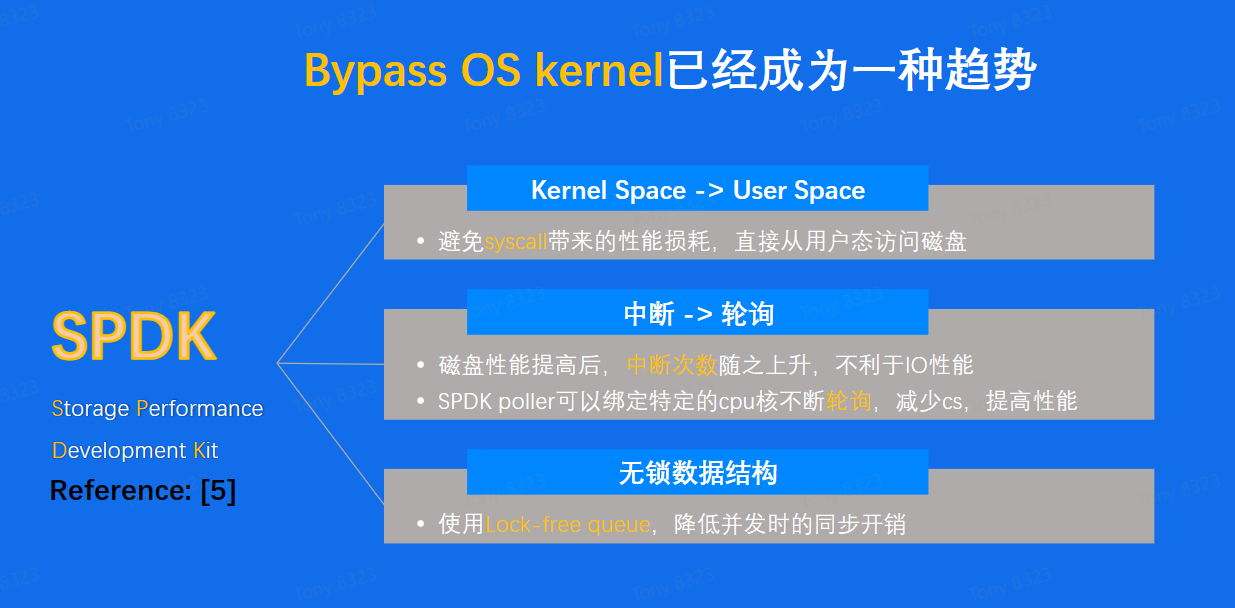 Bypass OS kernel已经成为一种趋势
Kernel Space -> User Space
• 避免syscall带来的性能损耗，直接从用户态访问磁盘
中断 -> 轮询
• 磁盘性能提高后，中断次数随之上升，不利于IO性能
• SPDK poller可以绑定特定的cpu核不断轮询，减少cs，提高性能
无锁数据结构
• 使用Lock-free queue，降低并发时的同步开销
SPDK
Storage Performance
Development Kit
Reference: [5]
Tony 8323